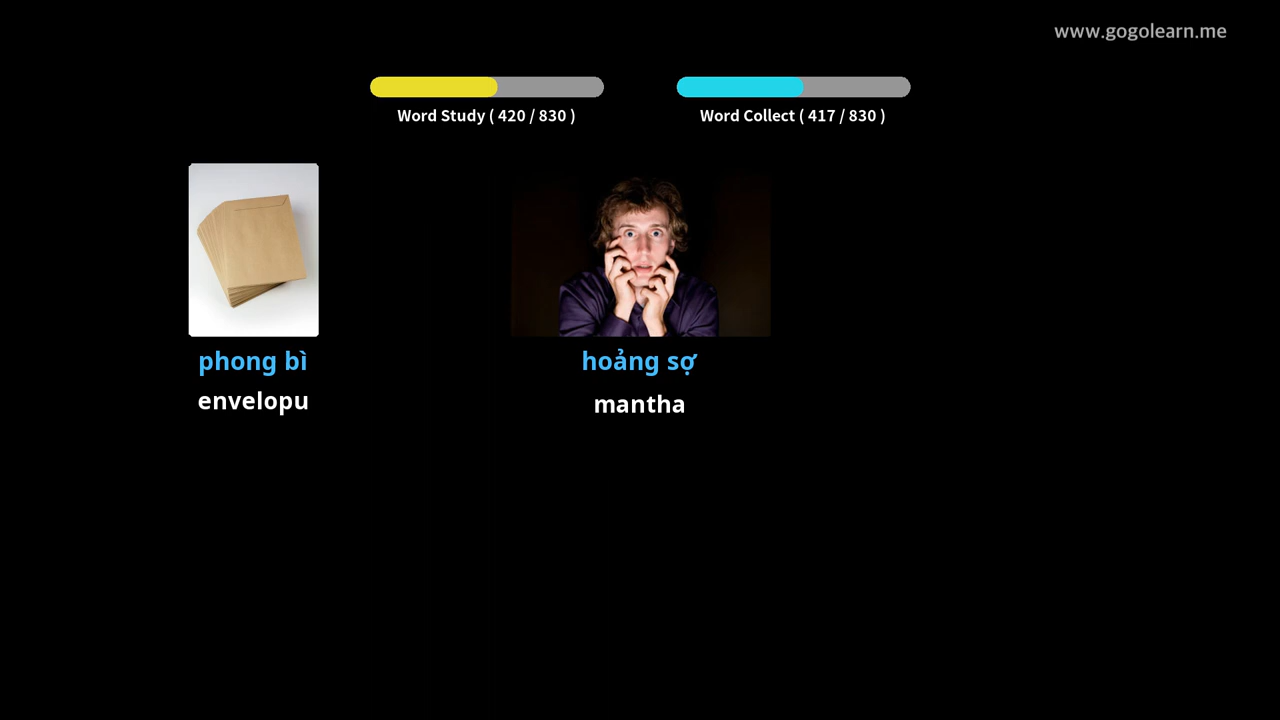 www.gogolearn.me
Word Study ( 420 / 830 )
Word Collect ( 417 / 830 )
phong bì
envelopu
hoảng sợ
mantha